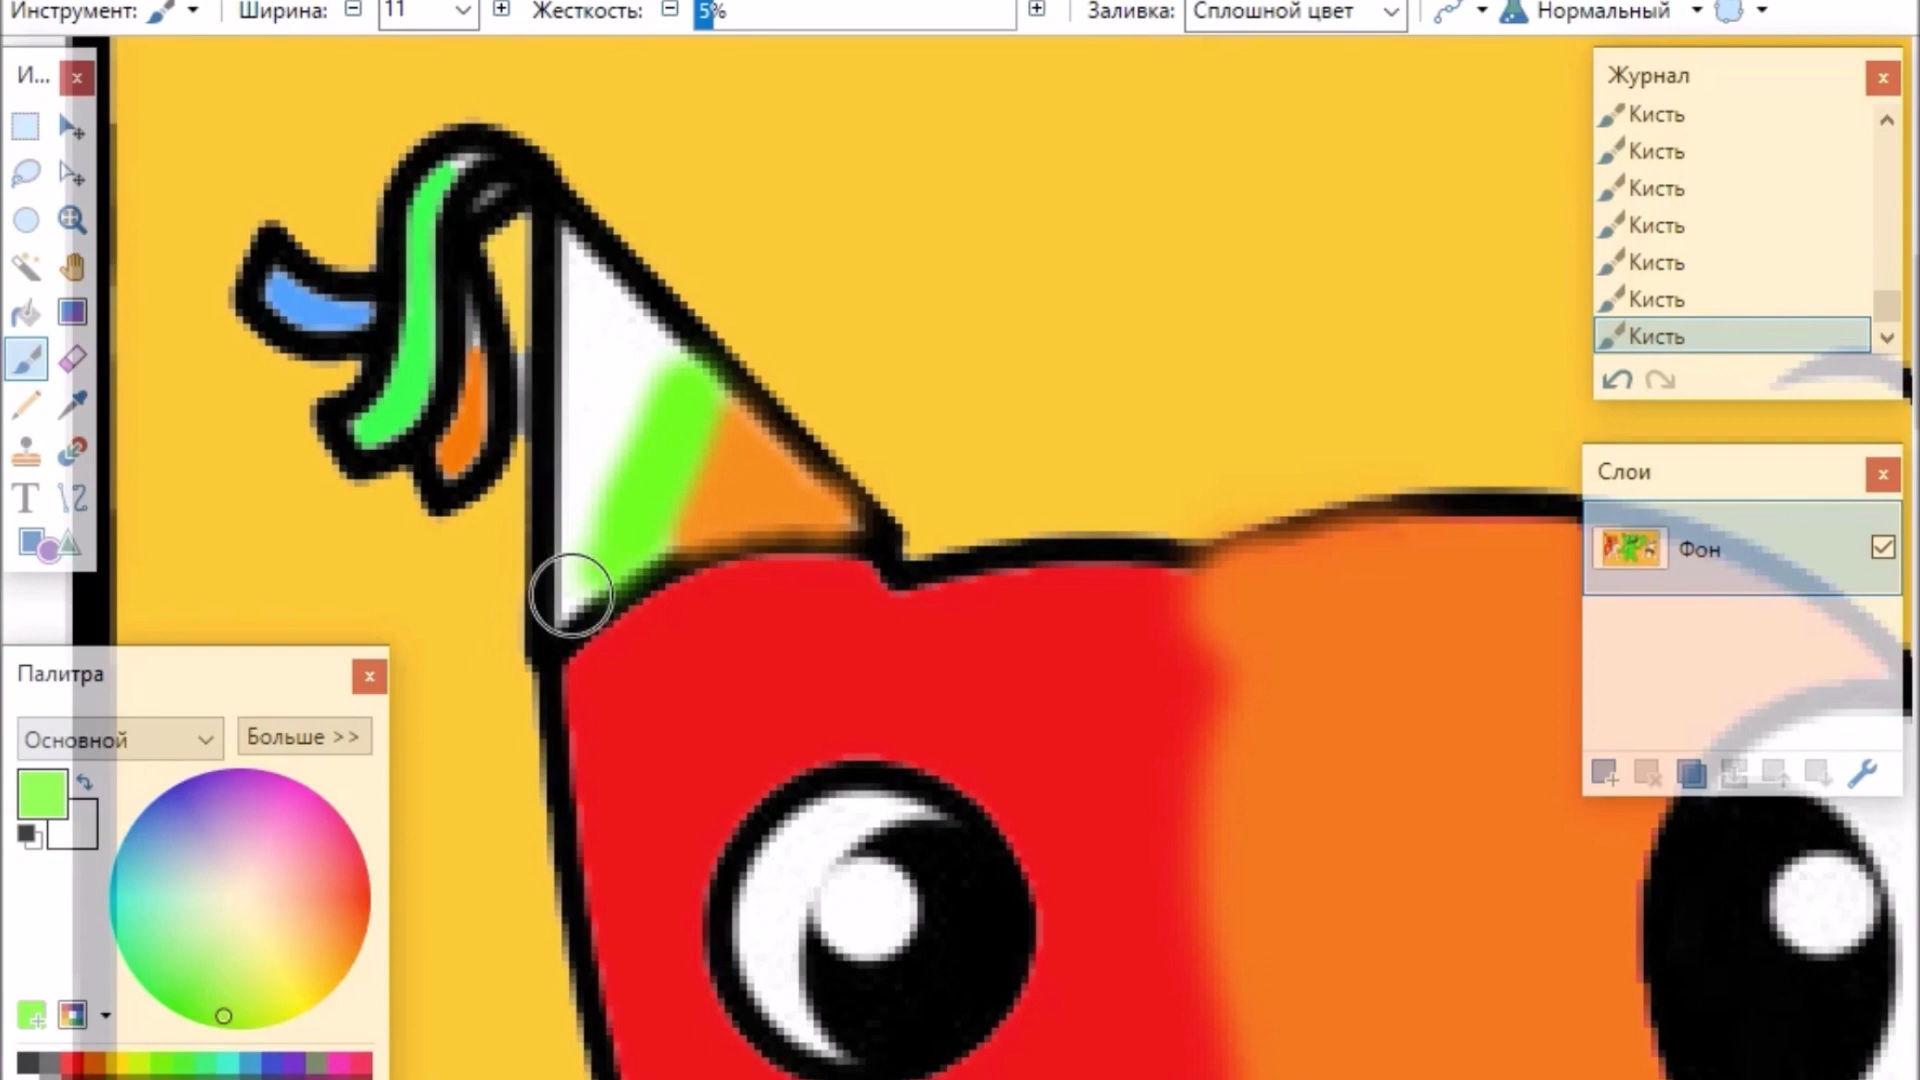 Инструмент: Ширина: 11 Жесткость: 5% Заливка: Сплошной цвет Нормальный
И...
Журнал
Кисть
Кисть
Кисть
Кисть
Кисть
Кисть
Кисть
Слои
Фон
Палитра
Основной Больше >>